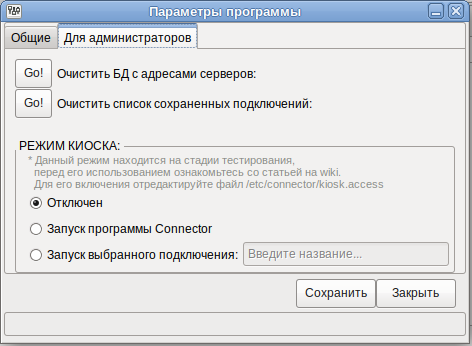 Параметры программы
Общие
Для администраторов
Go! Очистить БД с адресами серверов:
Go! Очистить список сохраненных подключений:
РЕЖИМ КИОСКА:
* Данный режим находится на стадии тестирования,
перед его использованием ознакомьтесь со статьей на wiki.
Для его включения отредактируйте файл /etc/connector/kiosk.access
Отключен
Запуск программы Connector
Запуск выбранного подключения: Введите название...
Сохранить Закрыть